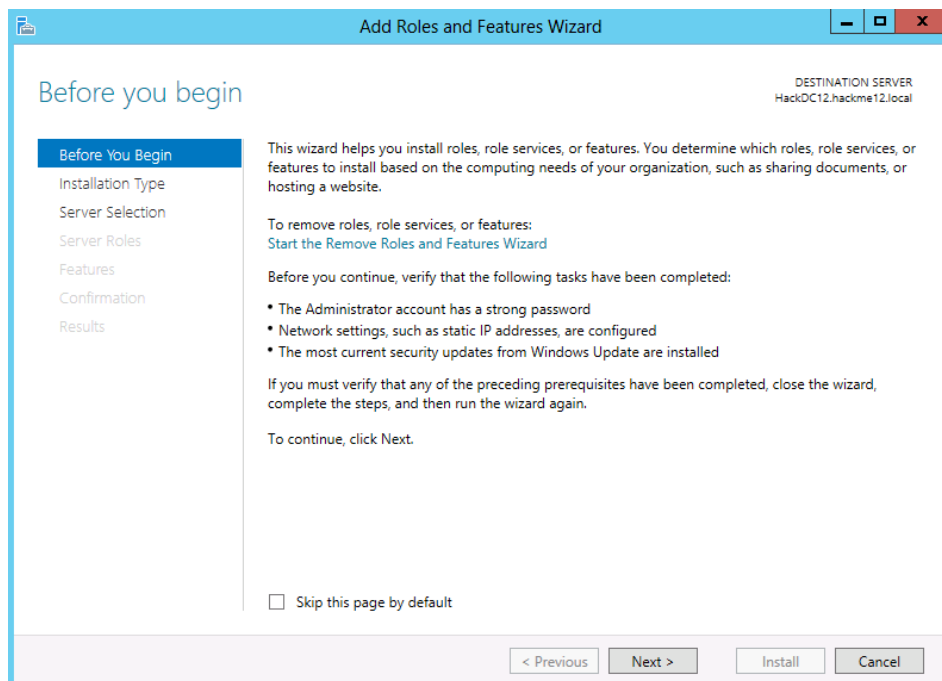 Add Roles and Features Wizard
Before you begin
DESTINATION SERVER
HackDC12.hackme12.local
Before You Begin
Installation Type
Server Selection
Server Roles
Features
Confirmation
Results
This wizard helps you install roles, role services, or features. You determine which roles, role services, or
features to install based on the computing needs of your organization, such as sharing documents, or
hosting a website.
To remove roles, role services, or features:
Start the Remove Roles and Features Wizard
Before you continue, verify that the following tasks have been completed:
• The Administrator account has a strong password
• Network settings, such as static IP addresses, are configured
• The most current security updates from Windows Update are installed
If you must verify that any of the preceding prerequisites have been completed, close the wizard,
complete the steps, and then run the wizard again.
To continue, click Next.
Skip this page by default
< Previous
Next >
Install
Cancel